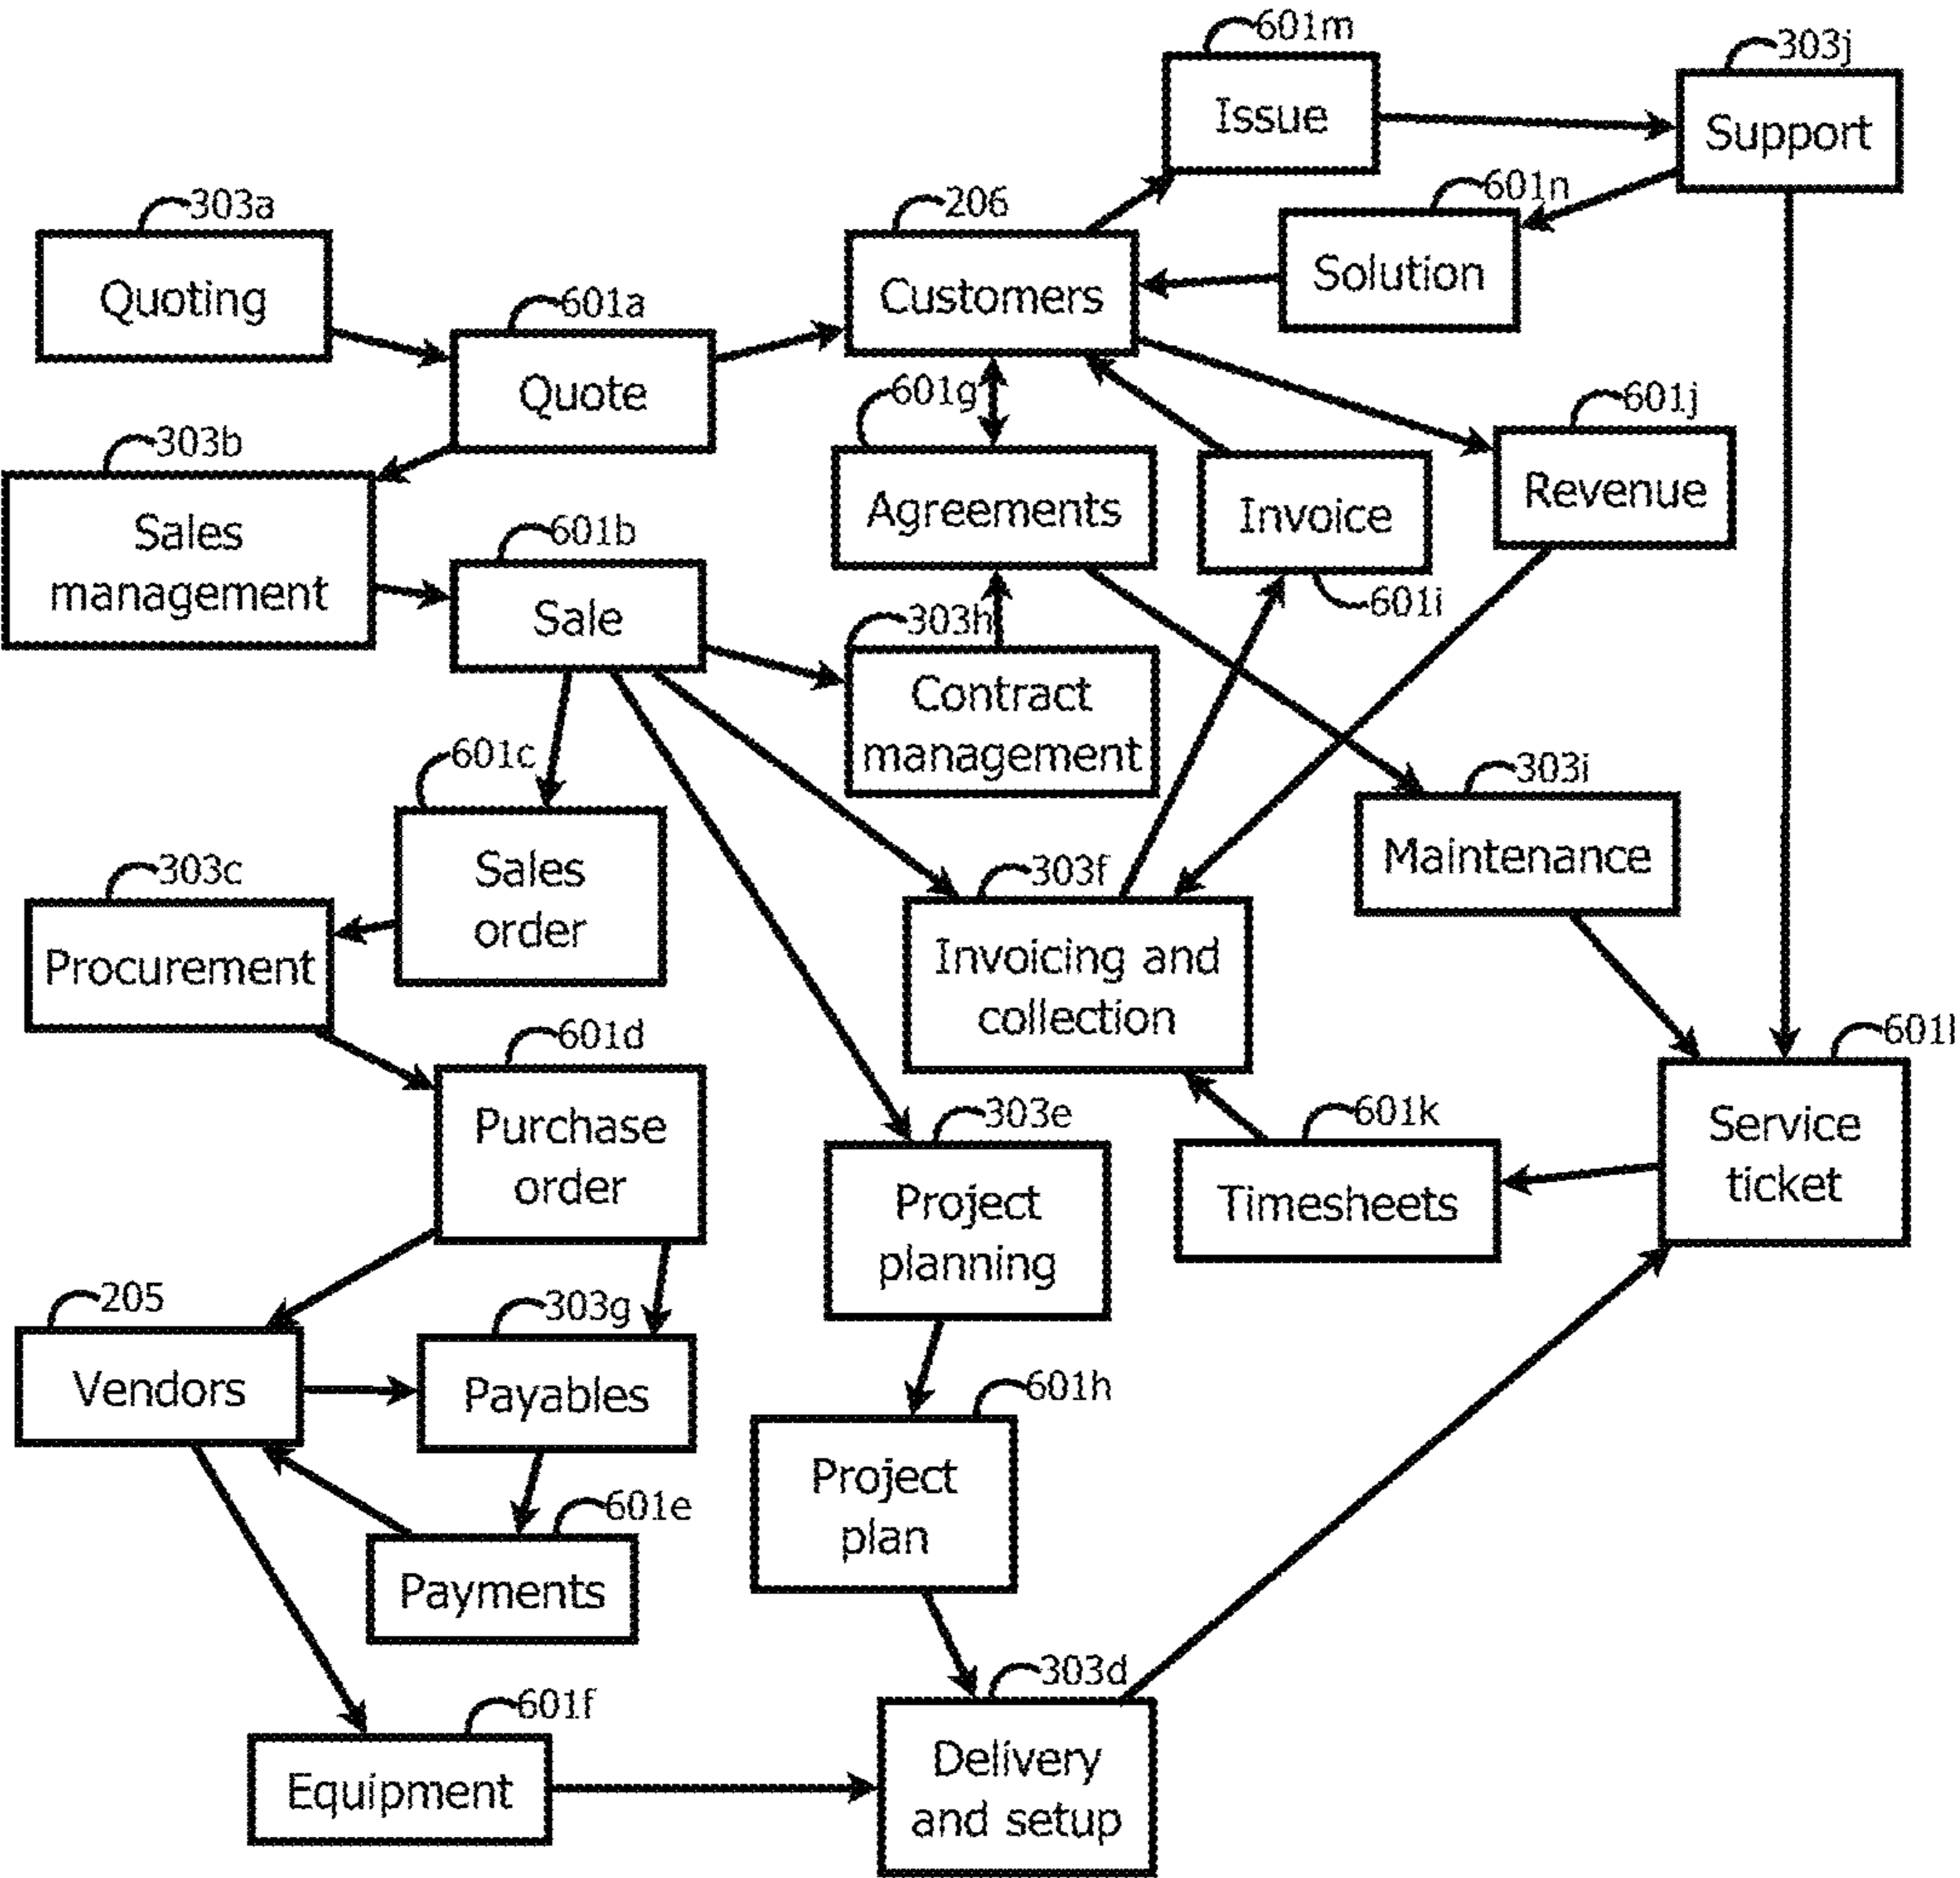 601m
Issue
303j
Support
601n
Solution
303a
Quoting
206
Customers
601a
Quote
601g
Agreements
Invoice
601i
601j
Revenue
303b
Sales
management
601b
Sale
303h
Contract
management
601c
Sales
order
303i
Maintenance
303c
Procurement
303f
Invoicing and
collection
601d
Purchase
order
303e
Project
planning
601k
Timesheets
601l
Service
ticket
205
Vendors
303g
Payables
601h
Project
plan
601e
Payments
601f
Equipment
303d
Delivery
and setup